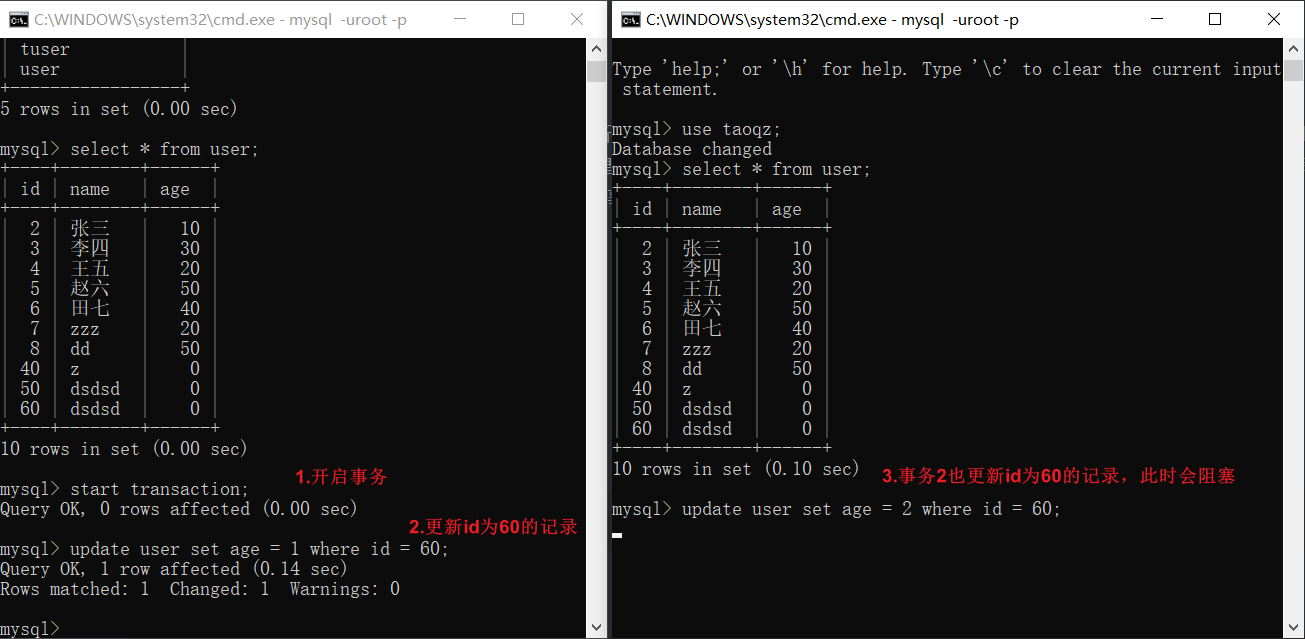 C:\WINDOWS\system32\cmd.exe - mysql  -uroot -p
| tuser           |
| user            |
+-----------------+
5 rows in set (0.00 sec)
mysql> select * from user;
+----+--------+------+
| id | name   | age  |
+----+--------+------+
|  2 | 张三   |   10 |
|  3 | 李四   |   30 |
|  4 | 王五   |   20 |
|  5 | 赵六   |   50 |
|  6 | 田七   |   40 |
|  7 | zzz    |   20 |
|  8 | dd     |   50 |
| 40 | z      |    0 |
| 50 | dsdsd  |    0 |
| 60 | dsdsd  |    0 |
+----+--------+------+
10 rows in set (0.00 sec)
1.开启事务
mysql> start transaction;
Query OK, 0 rows affected (0.00 sec)
2.更新id为60的记录
mysql> update user set age = 1 where id = 60;
Query OK, 1 row affected (0.14 sec)
Rows matched: 1  Changed: 1  Warnings: 0
mysql>
C:\WINDOWS\system32\cmd.exe - mysql  -uroot -p
Type 'help;' or '\h' for help. Type '\c' to clear the current input
 statement.
mysql> use taoqz;
Database changed
mysql> select * from user;
+----+--------+------+
| id | name   | age  |
+----+--------+------+
|  2 | 张三   |   10 |
|  3 | 李四   |   30 |
|  4 | 王五   |   20 |
|  5 | 赵六   |   50 |
|  6 | 田七   |   40 |
|  7 | zzz    |   20 |
|  8 | dd     |   50 |
| 40 | z      |    0 |
| 50 | dsdsd  |    0 |
| 60 | dsdsd  |    0 |
+----+--------+------+
10 rows in set (0.10 sec)
3.事务2也更新id为60的记录，此时会阻塞
mysql> update user set age = 2 where id = 60;